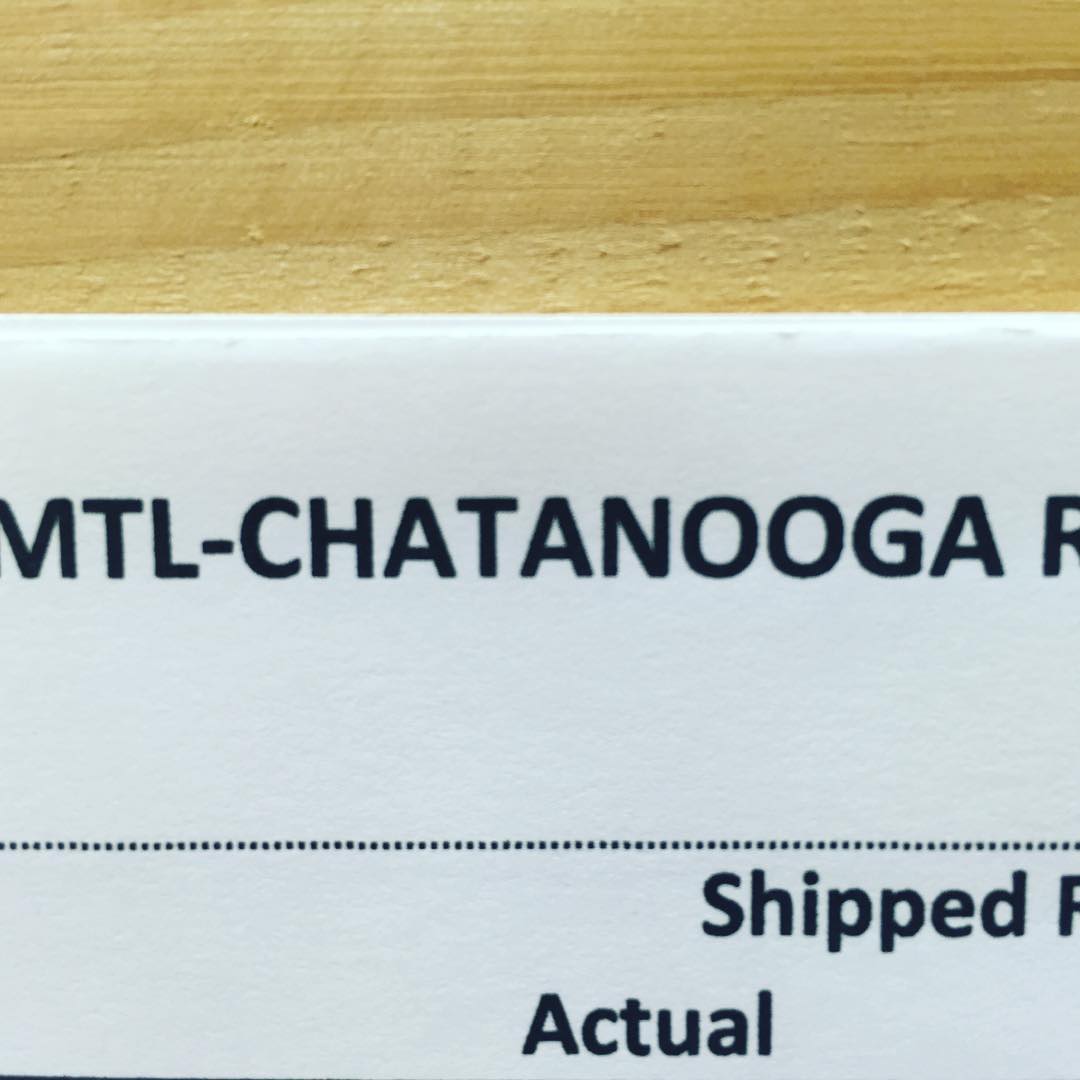 MTL-CHATANOOGA R
Shipped R
Actual